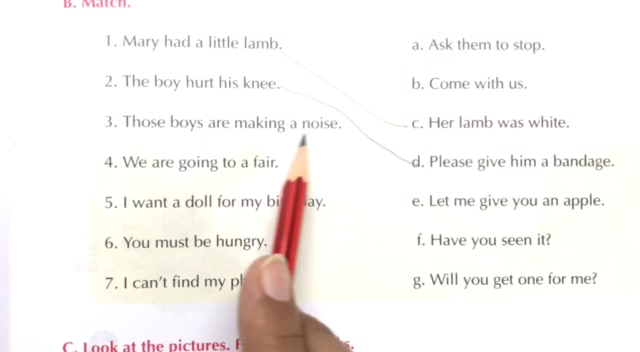 B. Match.
1. Mary had a little lamb.
a. Ask them to stop.
2. The boy hurt his knee.
b. Come with us.
3. Those boys are making a noise.
c. Her lamb was white.
4. We are going to a fair.
d. Please give him a bandage.
5. I want a doll for my
e. Let me give you an apple.
6. You must be hungry.
f. Have you seen it?
7. I can't find my
g. Will you get one for me?
C. Look at the pictures.